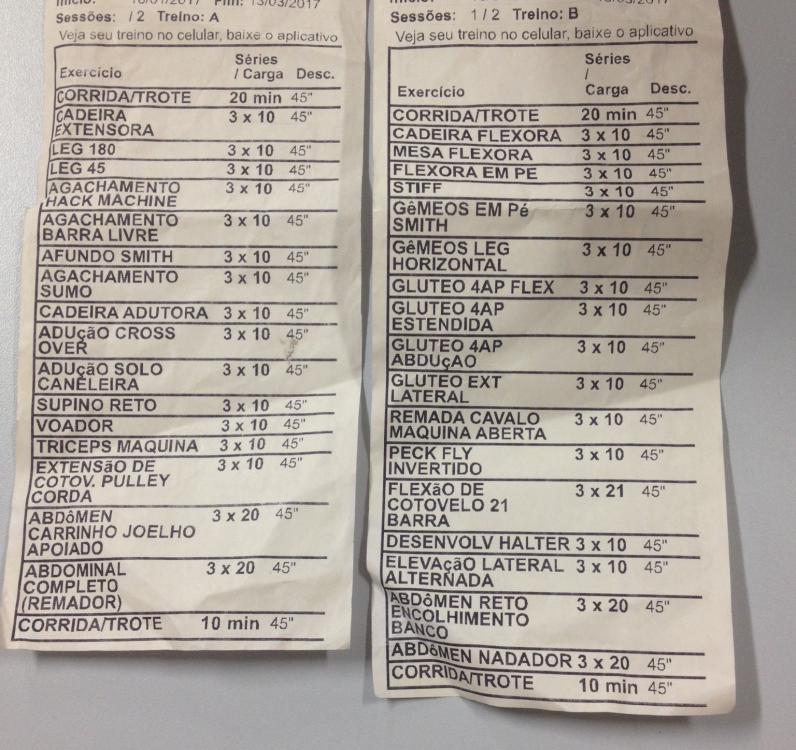 13/03/2017
Sessões: / 2 Treino: A
Veja seu treino no celular, baixe o aplicativo
Séries
Exercício / Carga Desc.
CORRIDA/TROTE 20 min 45"
CADEIRA 3 x 10 45"
EXTENSORA
LEG 180 3 x 10 45"
LEG 45 3 x 10 45"
AGACHAMENTO 3 x 10 45"
HACK MACHINE
AGACHAMENTO 3 x 10 45"
BARRA LIVRE
AFUNDO SMITH 3 x 10 45"
AGACHAMENTO 3 x 10 45"
SUMO
CADEIRA ADUTORA 3 x 10 45"
ADUçãO CROSS 3 x 10 45"
OVER
ADUçãO SOLO 3 x 10 45"
CANELEIRA
SUPINO RETO 3 x 10 45"
VOADOR 3 x 10 45"
TRICEPS MAQUINA 3 x 10 45"
EXTENSãO DE 3 x 10 45"
COTOV. PULLEY
CORDA
ABDôMEN 3 x 20 45"
CARRINHO JOELHO
APOIADO
ABDOMINAL 3 x 20 45"
COMPLETO
(REMADOR)
CORRIDA/TROTE 10 min 45"
Sessões: 1 / 2 Treino: B
Veja seu treino no celular, baixe o aplicativo
Séries
/
Exercício Carga Desc.
CORRIDA/TROTE 20 min 45"
CADEIRA FLEXORA 3 x 10 45"
MESA FLEXORA 3 x 10 45"
FLEXORA EM PE 3 x 10 45"
STIFF 3 x 10 45"
GêMEOS EM Pé 3 x 10 45"
SMITH
GêMEOS LEG 3 x 10 45"
HORIZONTAL
GLUTEO 4AP FLEX 3 x 10 45"
GLUTEO 4AP 3 x 10 45"
ESTENDIDA
GLUTEO 4AP 3 x 10 45"
ABDUçAO
GLUTEO EXT 3 x 10 45"
LATERAL
REMADA CAVALO 3 x 10 45"
MAQUINA ABERTA
PECK FLY 3 x 10 45"
INVERTIDO
FLEXãO DE 3 x 21 45"
COTOVELO 21
BARRA
DESENVOLV HALTER 3 x 10 45"
ELEVAçãO LATERAL 3 x 10 45"
ALTERNADA
ABDôMEN RETO 3 x 20 45"
ENCOLHIMENTO
BANCO
ABDôMEN NADADOR 3 x 20 45"
CORRIDA/TROTE 10 min 45"